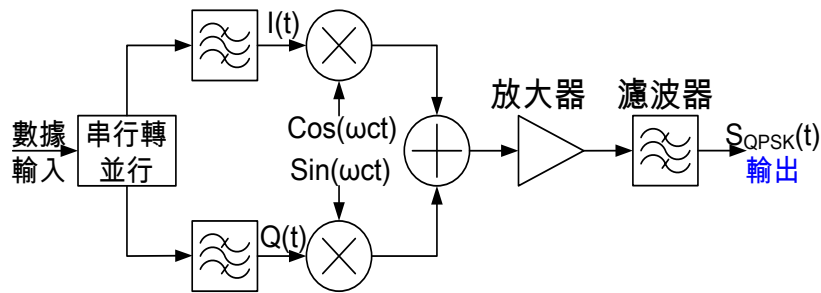 I(t)
數據
輸入
串行轉
並行
Cos(ωct)
Sin(ωct)
放大器
濾波器
S_QPSK(t)
輸出
Q(t)